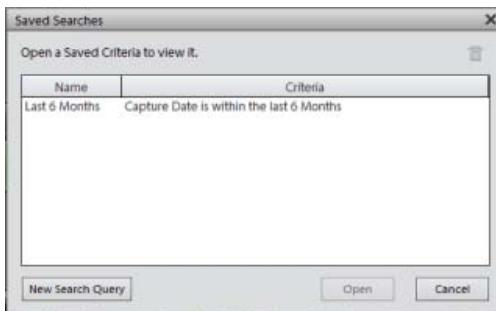 Saved Searches
Open a Saved Criteria to view it.
Name Criteria
Last 6 Months Capture Date is within the last 6 Months
New Search Query Open Cancel